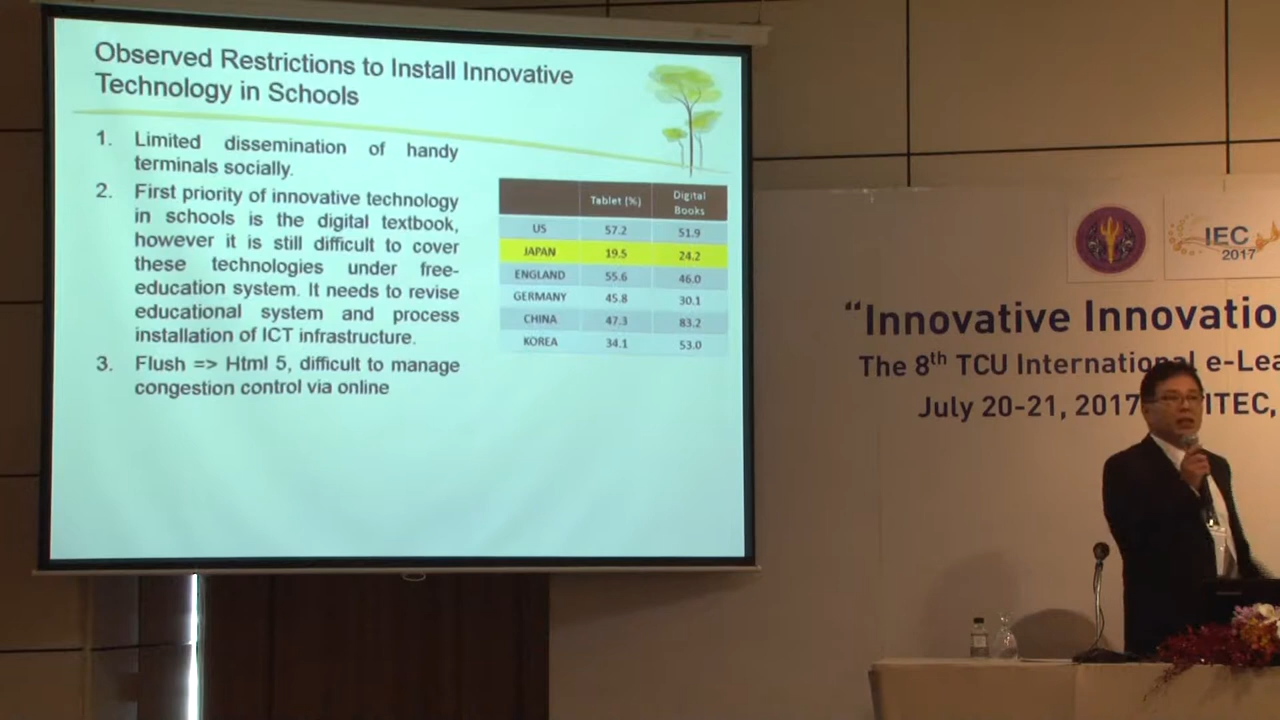 Observed Restrictions to Install Innovative
Technology in Schools
1. Limited dissemination of handy
terminals socially.
2. First priority of innovative technology
in schools is the digital textbook,
however it is still difficult to cover
these technologies under free-
education system. It needs to revise
educational system and process
installation of ICT infrastructure.
3. Flush => Html 5, difficult to manage
congestion control via online
Tablet (%) Digital
Books
US 57.2 51.9
JAPAN 19.5 24.2
ENGLAND 55.6 46.0
GERMANY 45.8 30.1
CHINA 47.3 83.2
KOREA 34.1 53.0
IEC
2017
“Innovative Innovatio
The 8th TCU International e-Lea
July 20-21, 2017 ITEC,